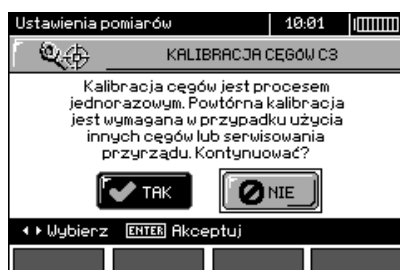 Ustawienia pomiarów 10:01
KALIBRACJA CĘGÓW C3
Kalibracja cęgów jest procesem
jednorazowym. Powtórna kalibracja
jest wymagana w przypadku użycia
innych cęgów lub serwisowania
przyrządu. Kontynuować?
TAK NIE
Wybierz ENTER Akceptuj